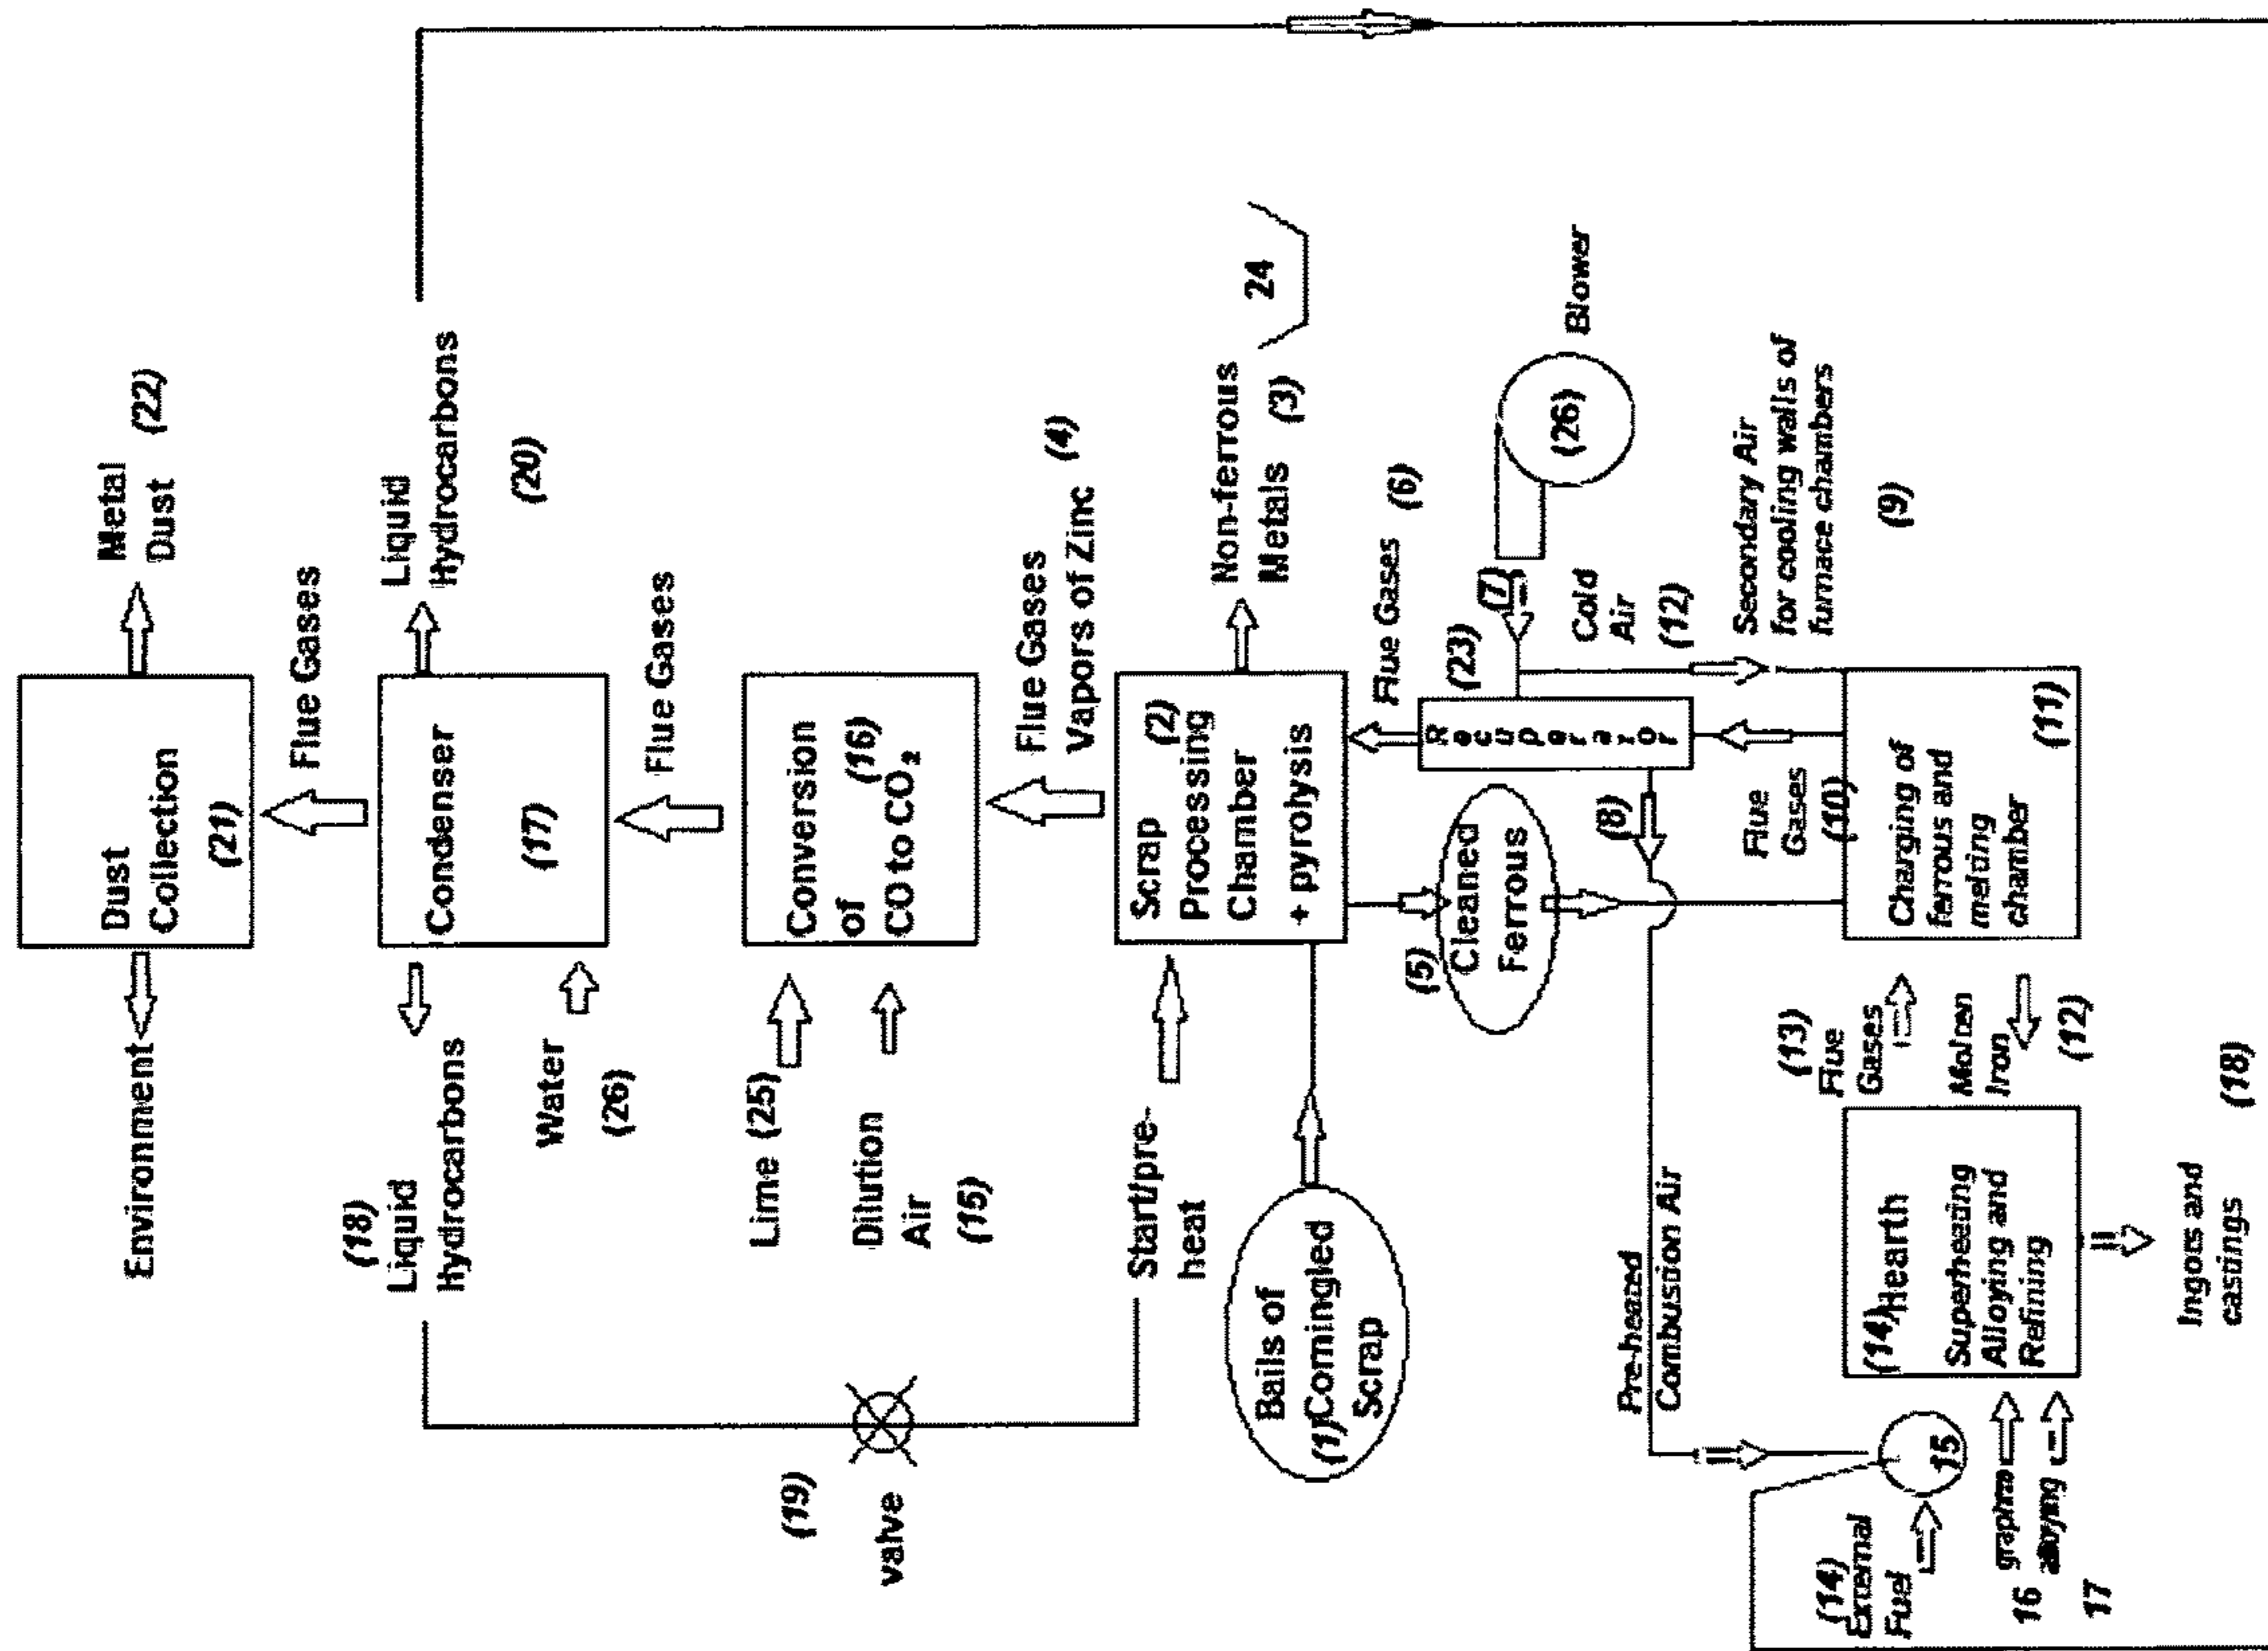 Environment
Dust
Collection
(21)
Metal
Dust (22)
Flue Gases
(18)
Liquid
Hydrocarbons
Condenser
(17)
Liquid
Hydrocarbons
(20)
Water
(26)
Flue Gases
(19)
valve
Lime (25)
Dilution
Air
(15)
Conversion
of (16)
CO to CO₂
Flue Gases
Vapors of Zinc (4)
Start/pre-
heat
Bails of
(1) Comingled
Scrap
Scrap (2)
Processing
Chamber
+ pyrolysis
Non-ferrous
Metals (3)
24
Flue Gases (6)
(5)
Cleaned
Ferrous
Recuperator
(23)
(7)
(26)
Blower
Cold
Air
(12)
(8)
Pre-heated
Combustion Air
Flue
Gases
(10)
Secondary Air
for cooling walls of
furnace chambers
(9)
(14)
External
Fuel
15
16 graphite
17 alloying
(14) Hearth
Superheating
Alloying and
Refining
(13)
Flue
Gases
Molten
Iron
(12)
Charging of
ferrous and
melting
chamber
(11)
Ingots and
castings
(18)